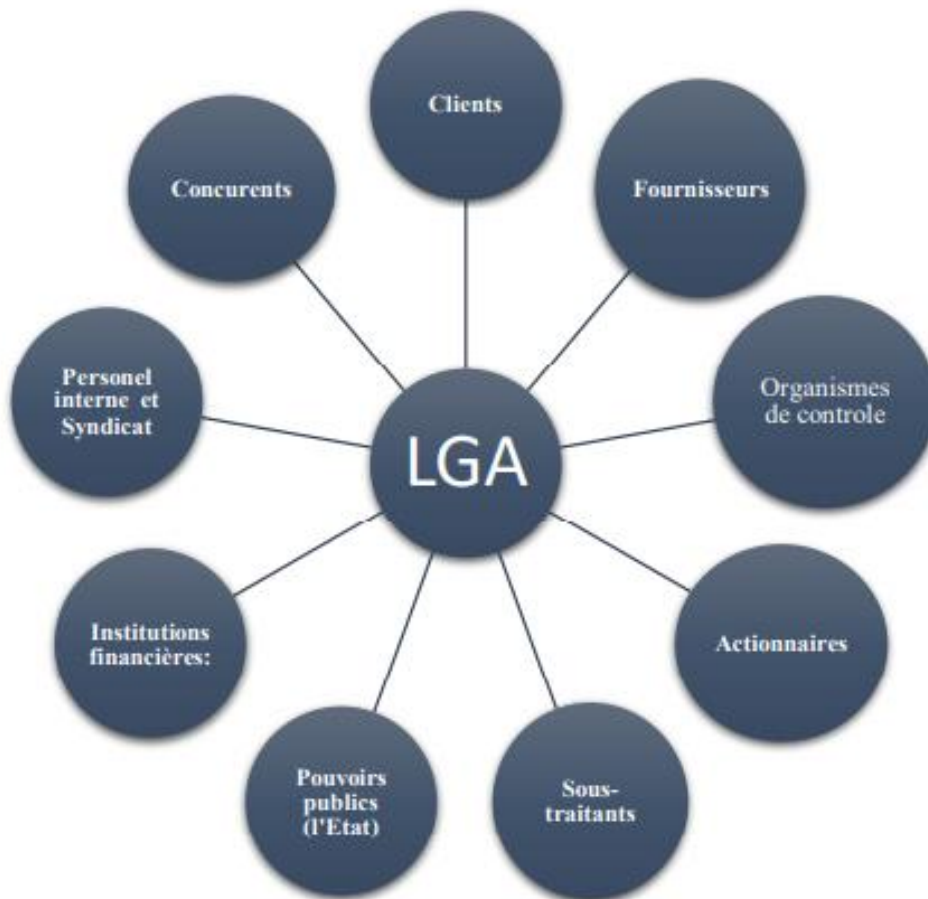 Clients
Concurents
Fournisseurs
Personel
interne et
Syndicat
LGA
Organismes
de controle
Institutions
financières:
Actionnaires
Pouvoirs
publics
(l'Etat)
Sous-
traitants